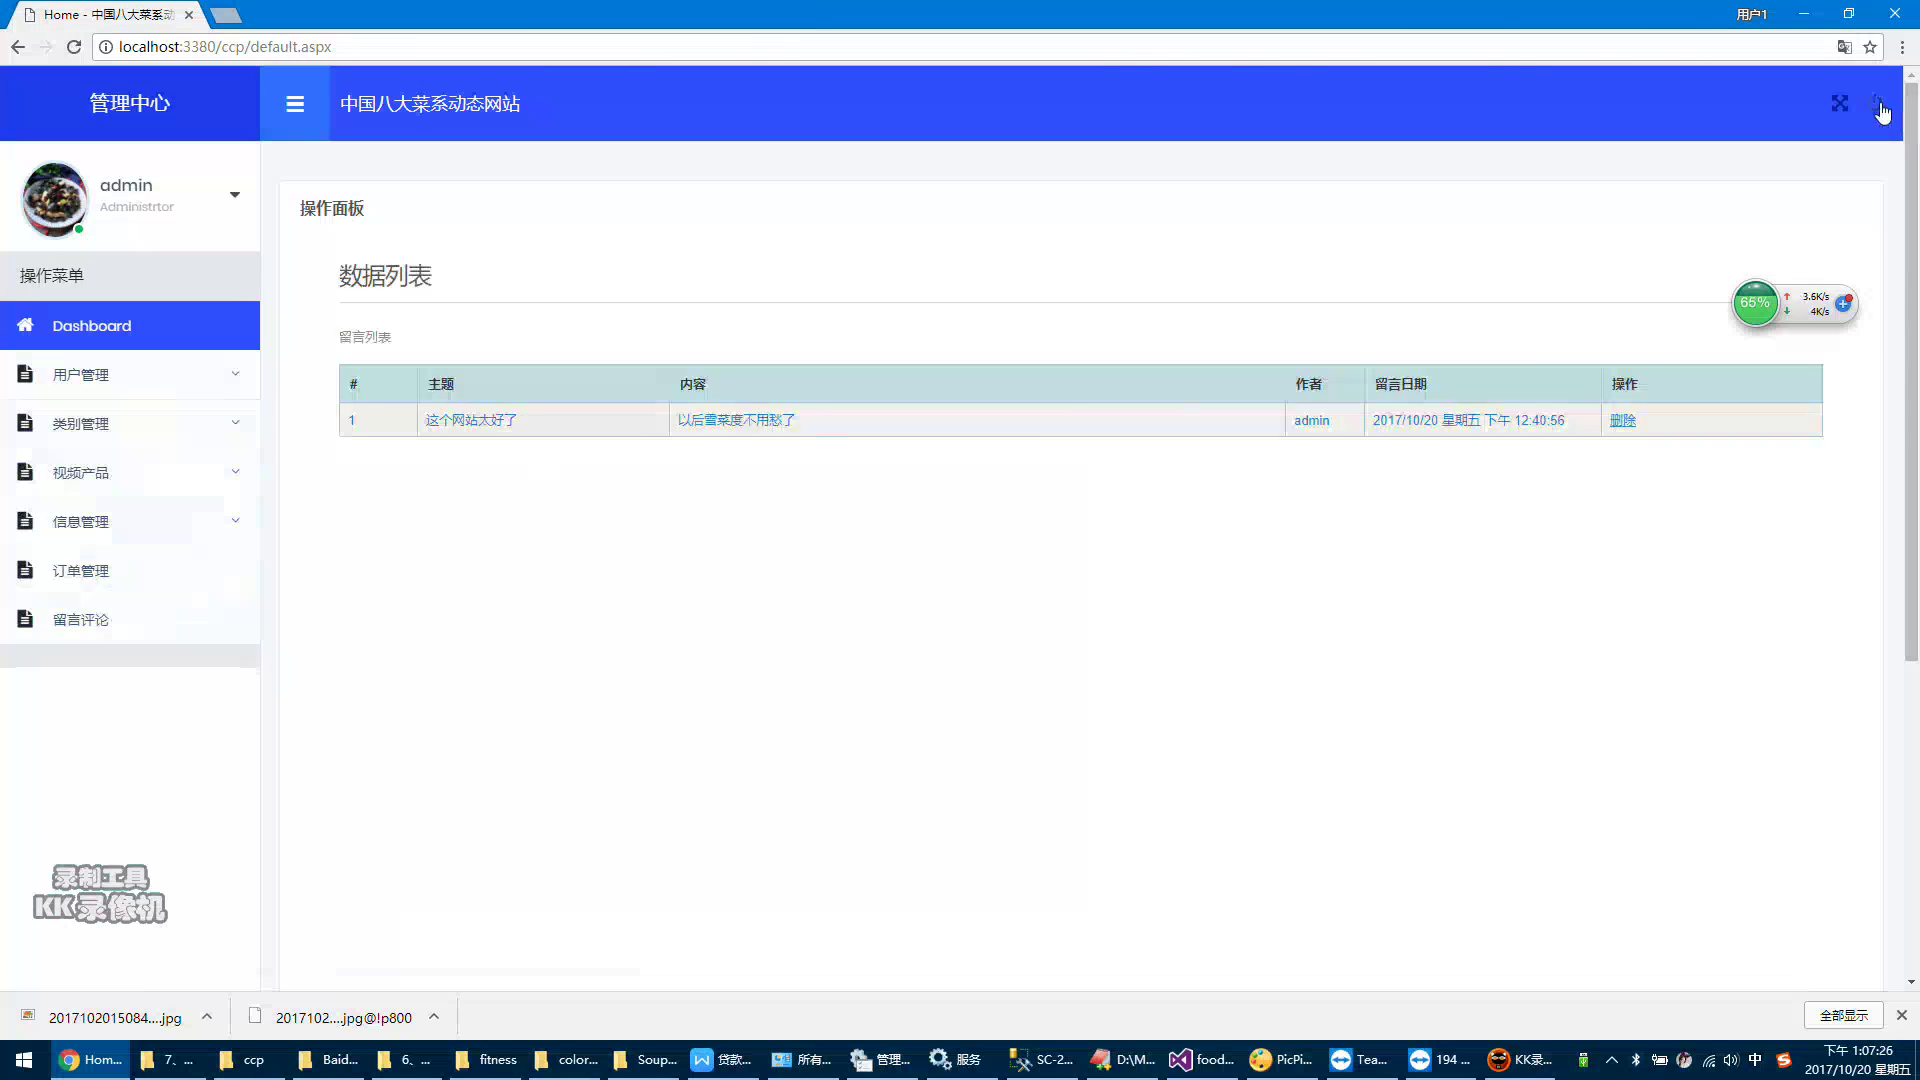 Home - 中国八大菜系动
用户1
localhost:3380/ccp/default.aspx
管理中心
中国八大菜系动态网站
admin
Administrtor
操作菜单
Dashboard
用户管理
类别管理
视频产品
信息管理
订单管理
留言评论
操作面板
数据列表
留言列表
# 主题 内容 作者 留言日期 操作
1 这个网站太好了 以后曹菜度不用愁了 admin 2017/10/20 星期五 下午 12:40:56 删除
65%
3.6K/s
4K/s
录制工具
KK录像机
2017102015084....jpg
2017102....jpg@!p800
全部显示
Hom...
7、...
ccp
Baid...
6、...
fitness
color...
Soup...
贷款...
所有...
管理...
服务
SC-2...
D:\M...
food...
PicPi...
Tea...
194 ...
KK录...
中
下午 1:07:26
2017/10/20 星期五